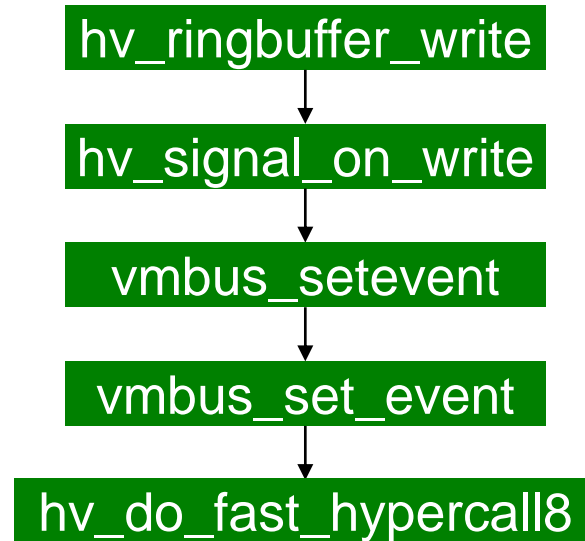 hv_ringbuffer_write
hv_signal_on_write
vmbus_setevent
vmbus_set_event
hv_do_fast_hypercall8